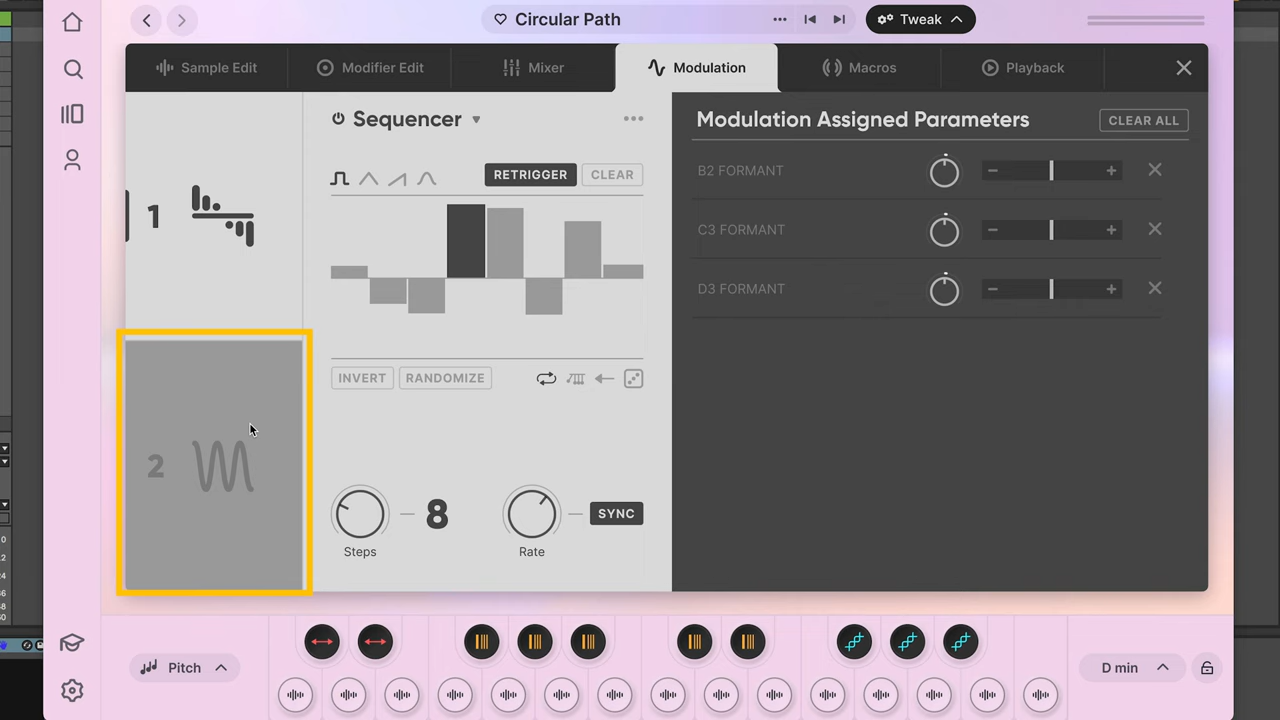 Circular Path
Tweak
Sample Edit
Modifier Edit
Mixer
Modulation
Macros
Playback
Sequencer
Modulation Assigned Parameters
CLEAR ALL
1
RETRIGGER
CLEAR
B2 FORMANT
C3 FORMANT
D3 FORMANT
INVERT
RANDOMIZE
2
8
SYNC
Steps
Rate
Pitch
D min